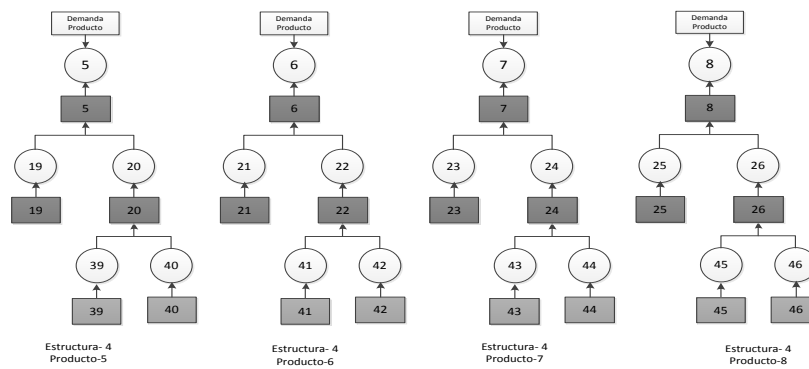 Demanda
Producto
5
5
19
20
19
20
39
40
39
40
Estructura- 4
Producto-5
Demanda
Producto
6
6
21
22
21
22
41
42
41
42
Estructura- 4
Producto-6
Demanda
Producto
7
7
23
24
23
24
43
44
43
44
Estructura- 4
Producto-7
Demanda
Producto
8
8
25
26
25
26
45
46
45
46
Estructura- 4
Producto-8